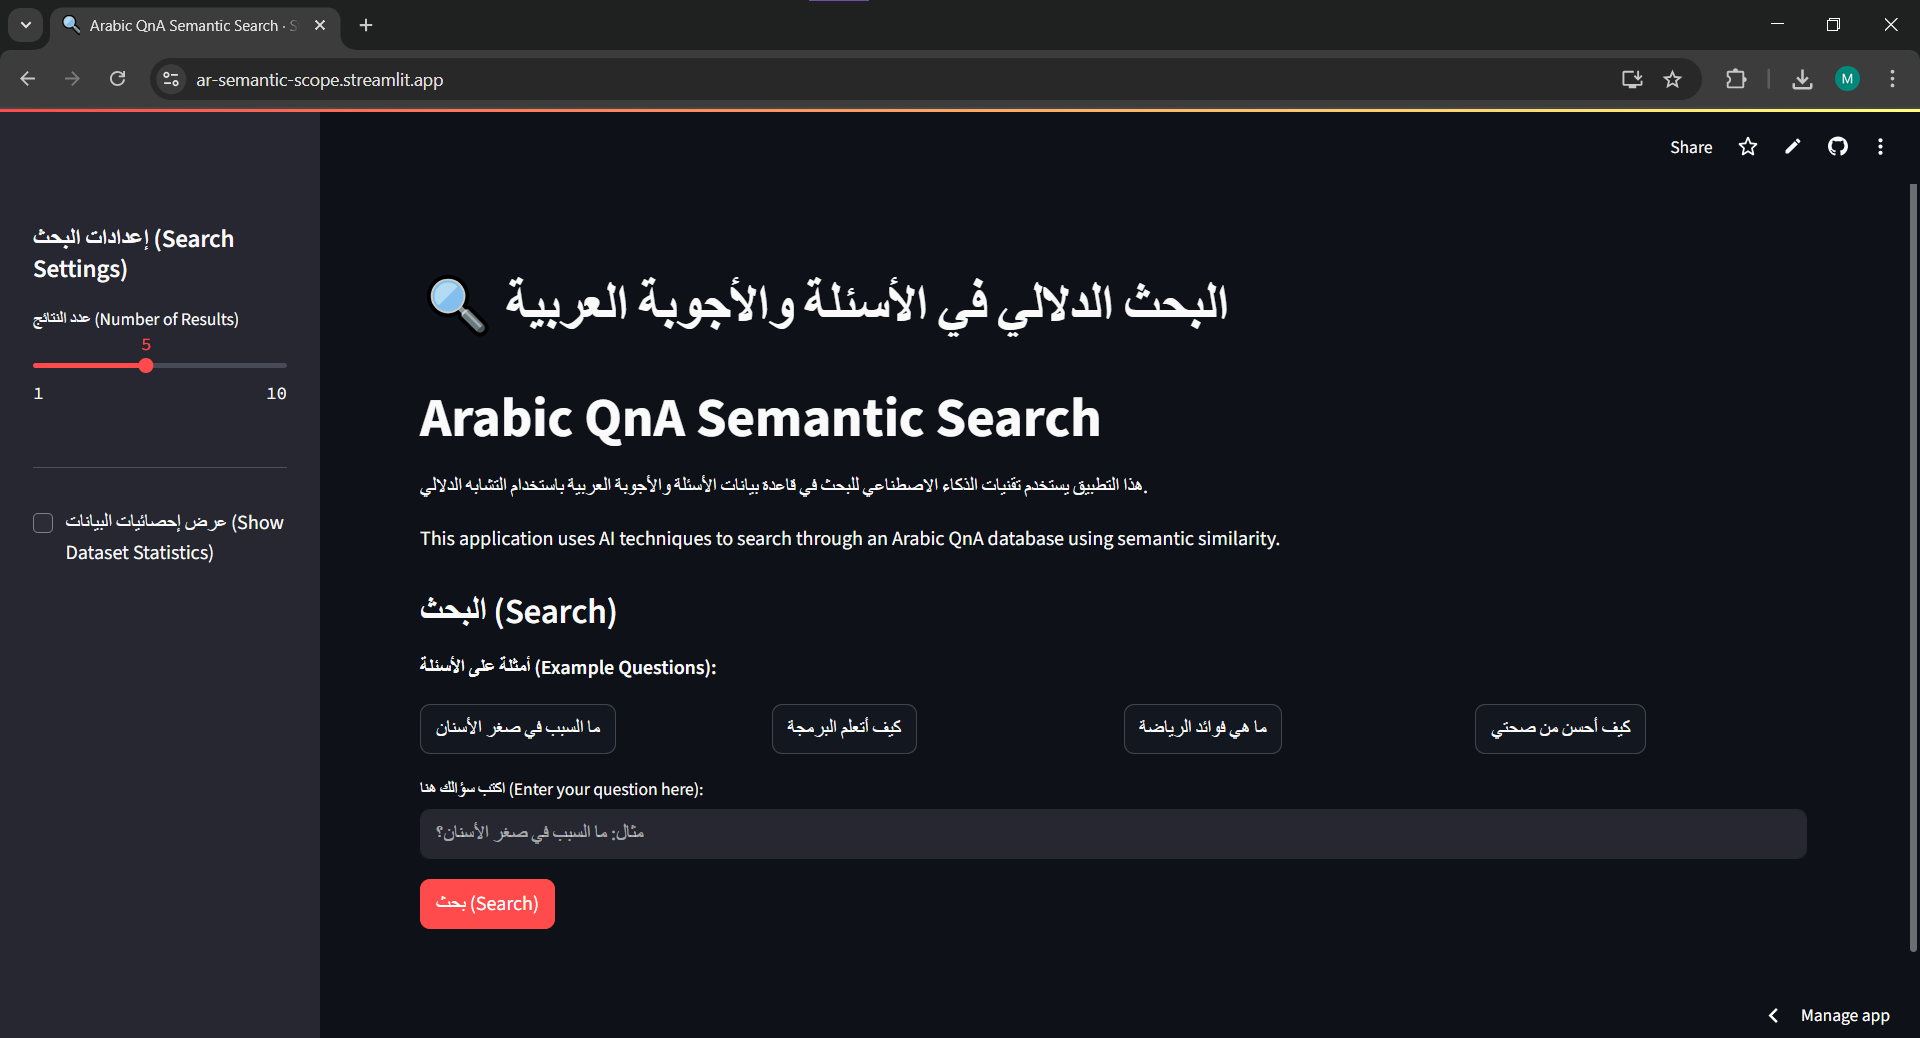 Arabic QnA Semantic Search · S
ar-semantic-scope.streamlit.app
M
Share
إعدادات البحث (Search
Settings)
عدد النتائج (Number of Results)
5
1 10
عرض إحصائيات البيانات (Show
Dataset Statistics)
البحث الدلالي في الأسئلة والأجوبة العربية
Arabic QnA Semantic Search
هذا التطبيق يستخدم تقنيات الذكاء الاصطناعي للبحث في قاعدة بيانات الأسئلة والأجوبة العربية باستخدام التشابه الدلالي.
This application uses AI techniques to search through an Arabic QnA database using semantic similarity.
البحث (Search)
أمثلة على الأسئلة (Example Questions):
ما السبب في صغر الأسنان
كيف أتعلم البرمجة
ما هي فوائد الرياضة
كيف أحسن من صحتي
اكتب سؤالك هنا (Enter your question here):
مثال: ما السبب في صغر الأسنان؟
بحث (Search)
Manage app